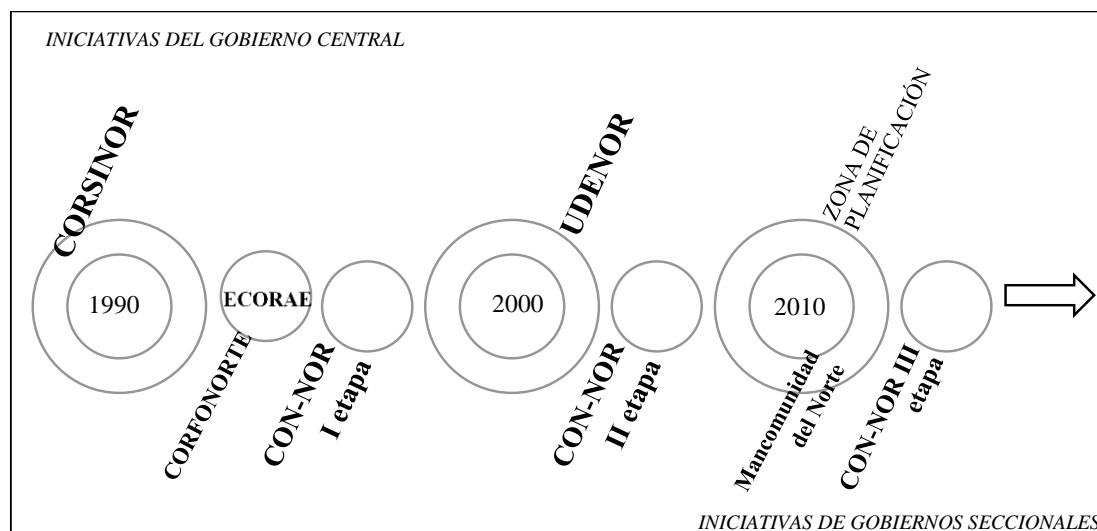 INICIATIVAS DEL GOBIERNO CENTRAL
CORSINOR
UDENOR
ZONA DE
PLANIFICACIÓN
1990
ECORAE
2000
2010
CORFONORTE
CON-NOR
I etapa
CON-NOR
II etapa
Mancomunidad
del Norte
CON-NOR III
etapa
INICIATIVAS DE GOBIERNOS SECCIONALES